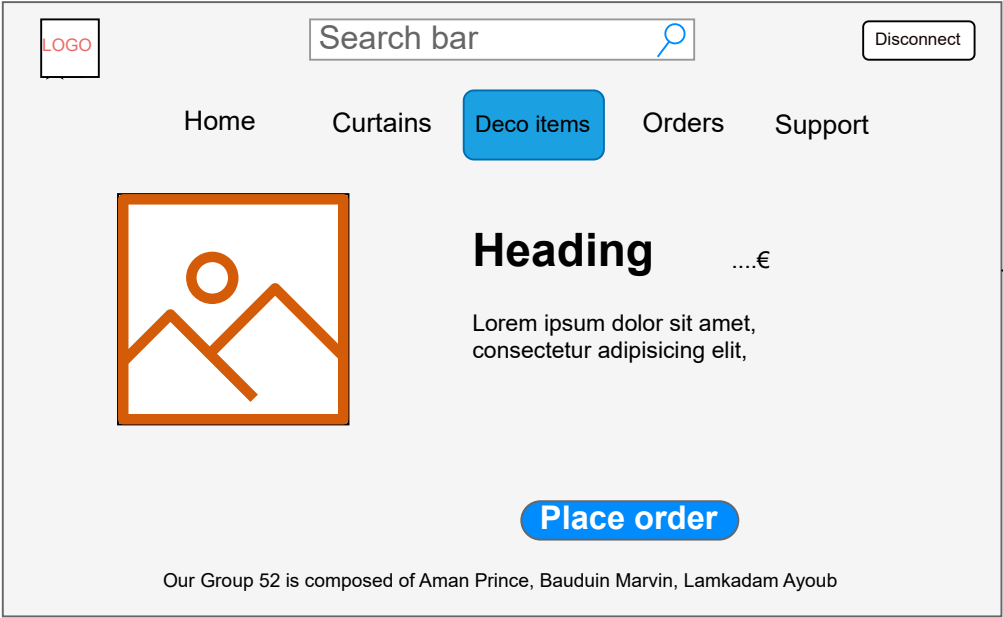 LOGO
Search bar
Disconnect
Home
Curtains
Deco items
Orders
Support
Heading
....€
Lorem ipsum dolor sit amet,
consectetur adipisicing elit,
Place order
Our Group 52 is composed of Aman Prince, Bauduin Marvin, Lamkadam Ayoub